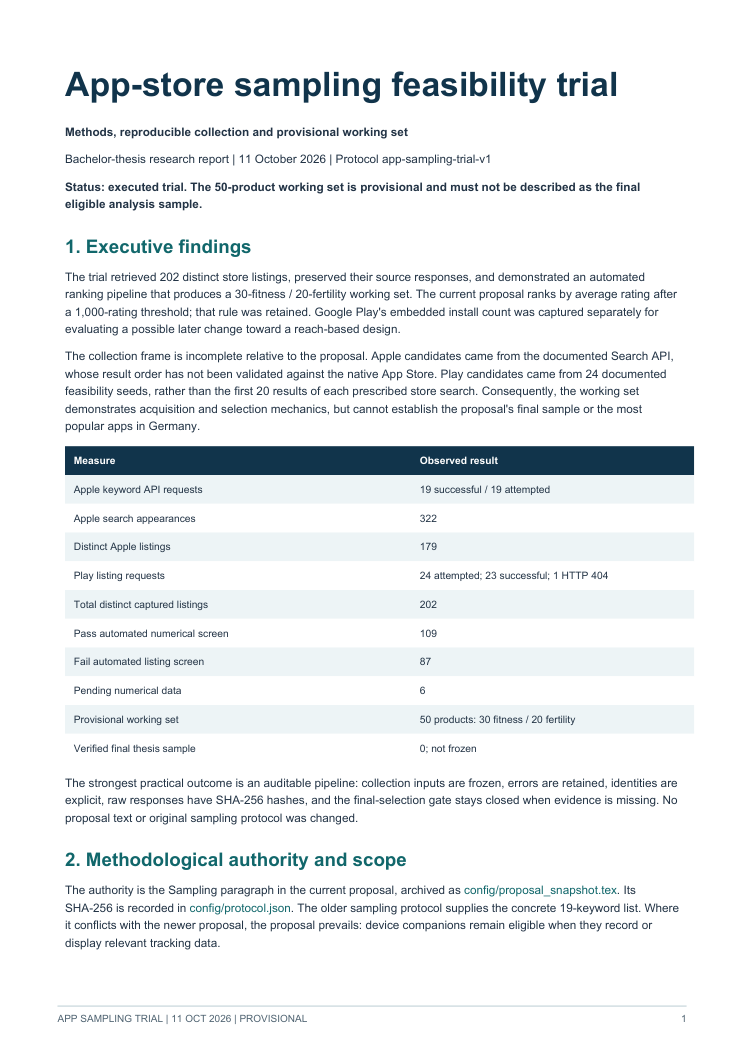 App-store sampling feasibility trial
Methods, reproducible collection and provisional working set
Bachelor-thesis research report | 11 October 2026 | Protocol app-sampling-trial-v1
Status: executed trial. The 50-product working set is provisional and must not be described as the final
eligible analysis sample.
1. Executive findings
The trial retrieved 202 distinct store listings, preserved their source responses, and demonstrated an automated
ranking pipeline that produces a 30-fitness / 20-fertility working set. The current proposal ranks by average rating after
a 1,000-rating threshold; that rule was retained. Google Play's embedded install count was captured separately for
evaluating a possible later change toward a reach-based design.
The collection frame is incomplete relative to the proposal. Apple candidates came from the documented Search API,
whose result order has not been validated against the native App Store. Play candidates came from 24 documented
feasibility seeds, rather than the first 20 results of each prescribed store search. Consequently, the working set
demonstrates acquisition and selection mechanics, but cannot establish the proposal's final sample or the most
popular apps in Germany.
Measure Observed result
Apple keyword API requests 19 successful / 19 attempted
Apple search appearances 322
Distinct Apple listings 179
Play listing requests 24 attempted; 23 successful; 1 HTTP 404
Total distinct captured listings 202
Pass automated numerical screen 109
Fail automated listing screen 87
Pending numerical data 6
Provisional working set 50 products: 30 fitness / 20 fertility
Verified final thesis sample 0; not frozen
The strongest practical outcome is an auditable pipeline: collection inputs are frozen, errors are retained, identities are
explicit, raw responses have SHA-256 hashes, and the final-selection gate stays closed when evidence is missing. No
proposal text or original sampling protocol was changed.
2. Methodological authority and scope
The authority is the Sampling paragraph in the current proposal, archived as config/proposal_snapshot.tex. Its
SHA-256 is recorded in config/protocol.json. The older sampling protocol supplies the concrete 19-keyword list. Where
it conflicts with the newer proposal, the proposal prevails: device companions remain eligible when they record or
display relevant tracking data.
APP SAMPLING TRIAL | 11 OCT 2026 | PROVISIONAL 1